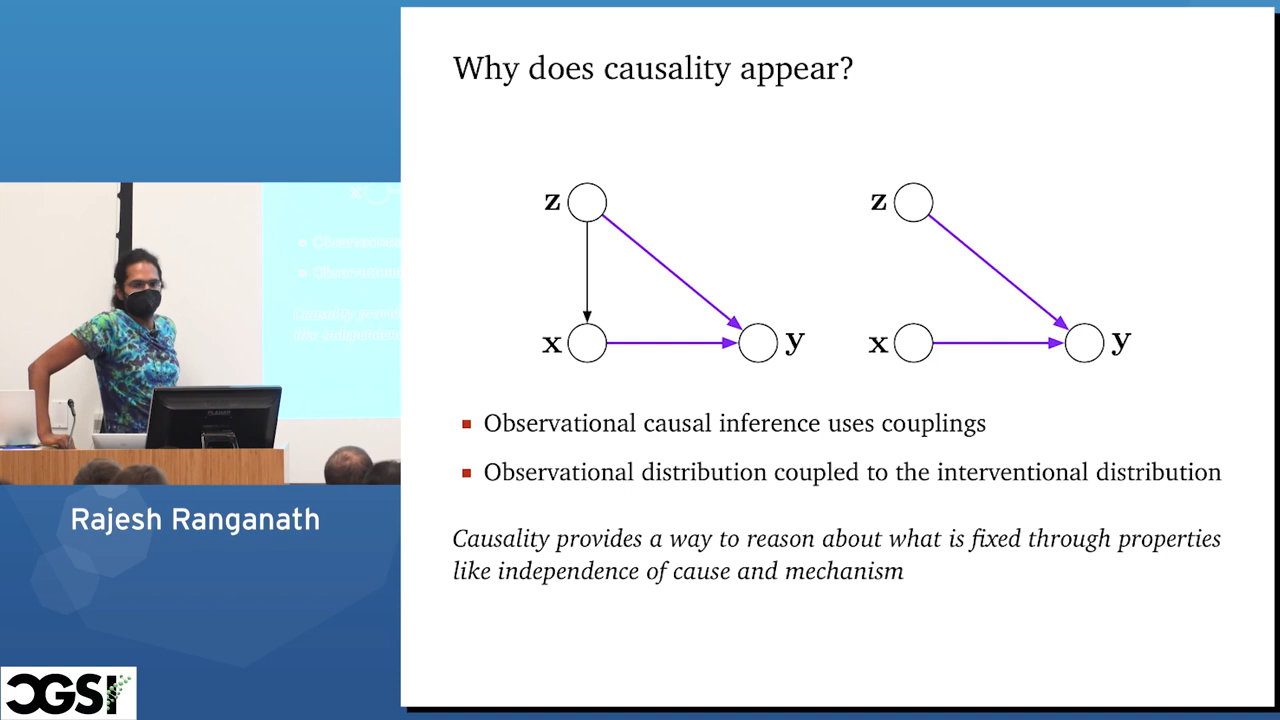 Why does causality appear?
z
z
x
y
x
y
Observational causal inference uses couplings
Observational distribution coupled to the interventional distribution
Causality provides a way to reason about what is fixed through properties
like independence of cause and mechanism
Rajesh Ranganath
CGSI